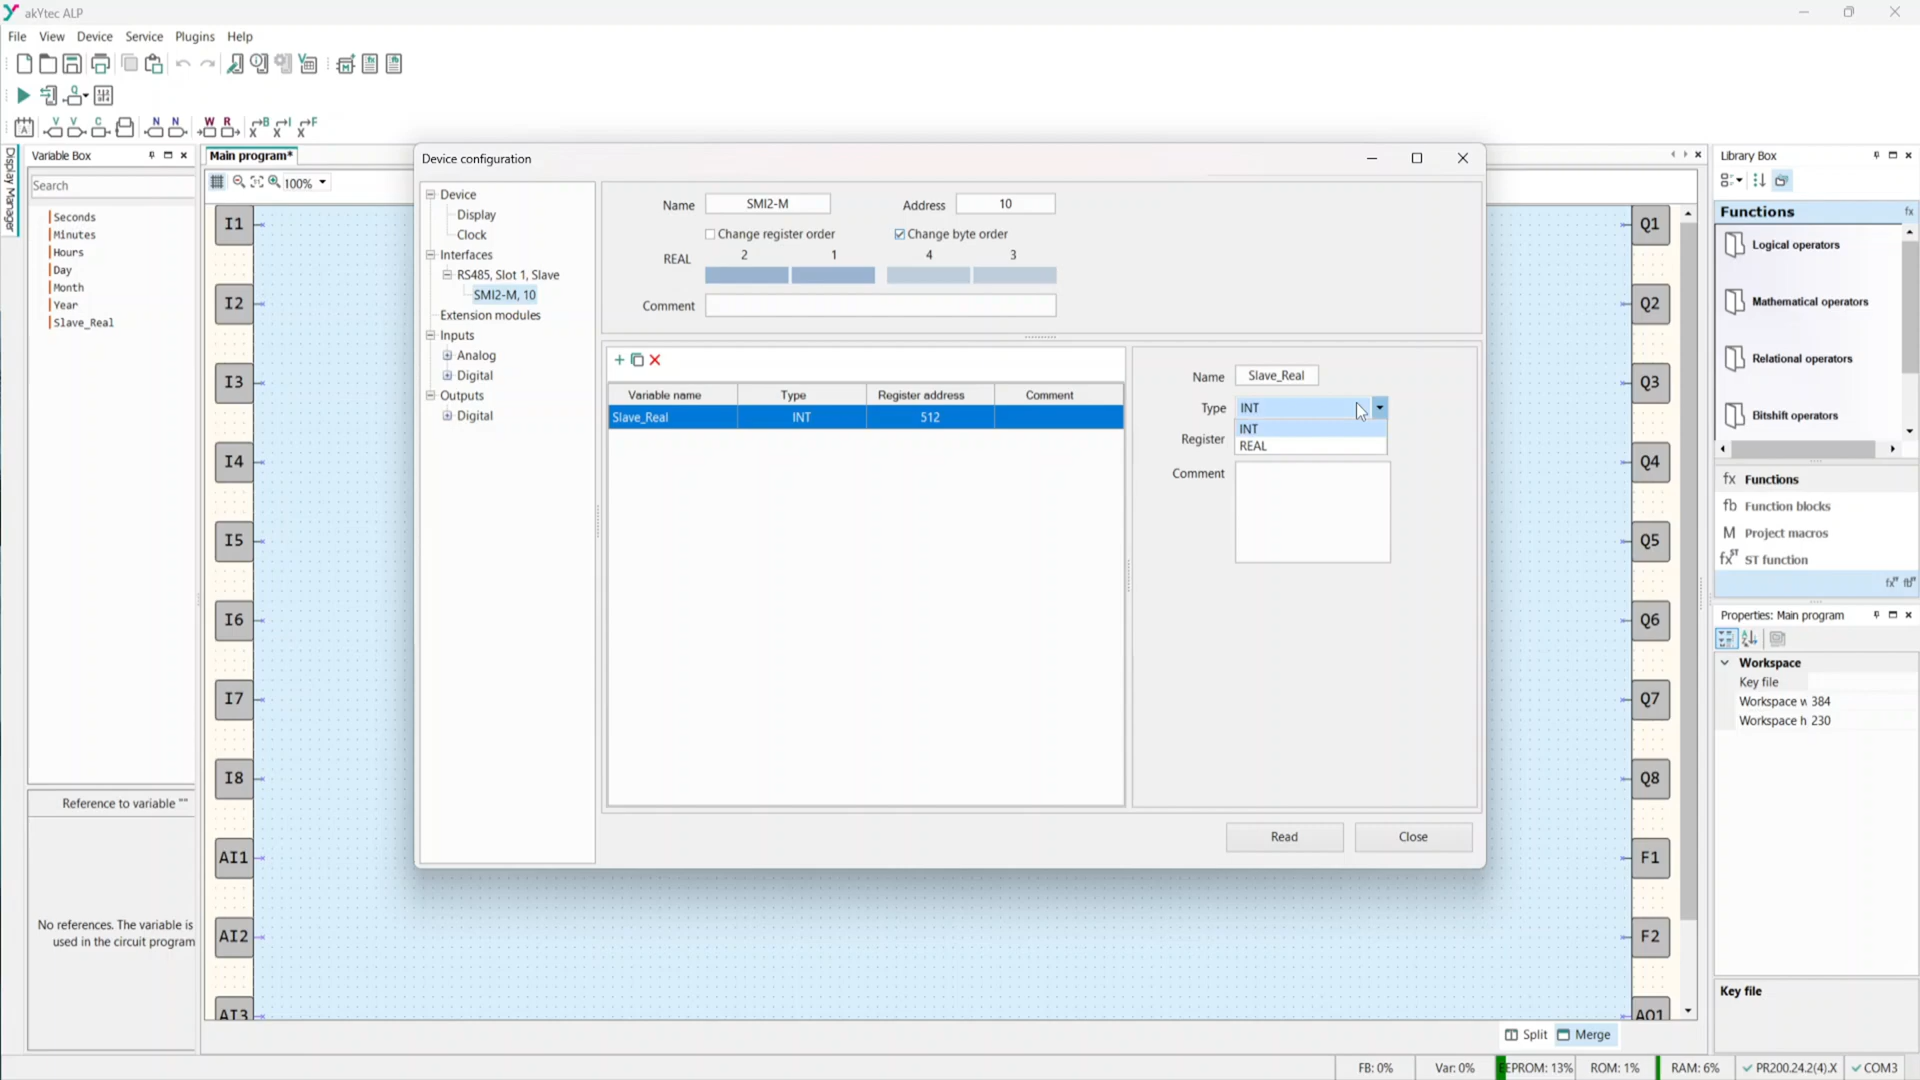 akYtec ALP
File View Device Service Plugins Help
Display Manager
Variable Box
Search
Seconds
Minutes
Hours
Day
Month
Year
Slave_Real
Reference to variable ""
No references. The variable is
used in the circuit program
Main program*
100%
I1
I2
I3
I4
I5
I6
I7
I8
AI1
AI2
AI3
Device configuration
Device
Display
Clock
Interfaces
RS485, Slot 1, Slave
SMI2-M, 10
Extension modules
Inputs
Analog
Digital
Outputs
Digital
Name SMI2-M Address 10
Change register order Change byte order
REAL 2 1 4 3
Comment
Variable name Type Register address Comment
Slave_Real INT 512
Name Slave_Real
Type INT
INT
REAL
Register
Comment
Read Close
Q1
Q2
Q3
Q4
Q5
Q6
Q7
Q8
F1
F2
AO1
Split Merge
Library Box
Functions fx
Logical operators
Mathematical operators
Relational operators
Bitshift operators
fx Functions
fb Function blocks
M Project macros
fx ST ST function
Properties: Main program
Workspace
Key file
Workspace w 384
Workspace h 230
Key file
FB: 0% Var: 0% EEPROM: 13% ROM: 1% RAM: 6% PR200.24.2(4).X COM3